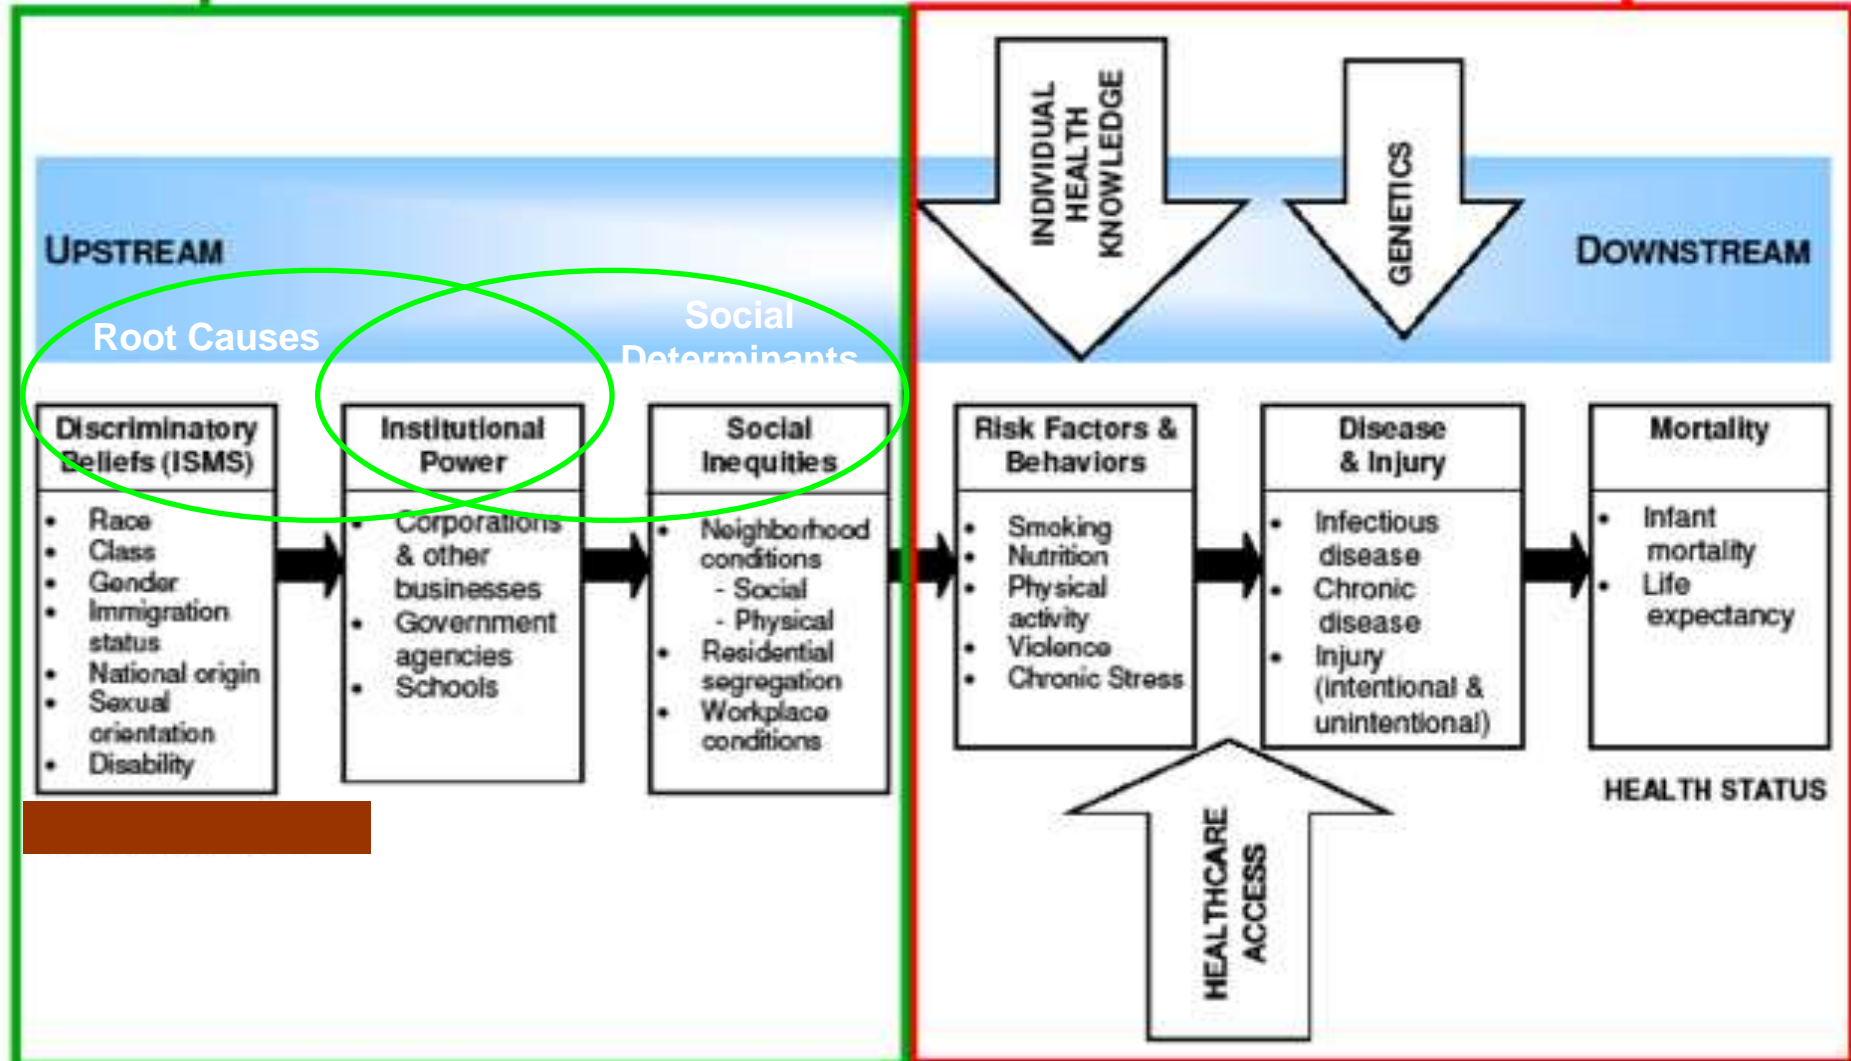 UPSTREAM
DOWNSTREAM
Root Causes
Social
Determinants
INDIVIDUAL
HEALTH
KNOWLEDGE
GENETICS
Discriminatory
Beliefs (ISMS)
• Race
• Class
• Gender
• Immigration
status
• National origin
• Sexual
orientation
• Disability
Institutional
Power
• Corporations
& other
businesses
• Government
agencies
• Schools
Social
Inequities
• Neighborhood
conditions
- Social
- Physical
• Residential
segregation
• Workplace
conditions
Risk Factors &
Behaviors
• Smoking
• Nutrition
• Physical
activity
• Violence
• Chronic Stress
Disease
& Injury
• Infectious
disease
• Chronic
disease
• Injury
(intentional &
unintentional)
Mortality
• Infant
mortality
• Life
expectancy
HEALTH STATUS
HEALTHCARE
ACCESS